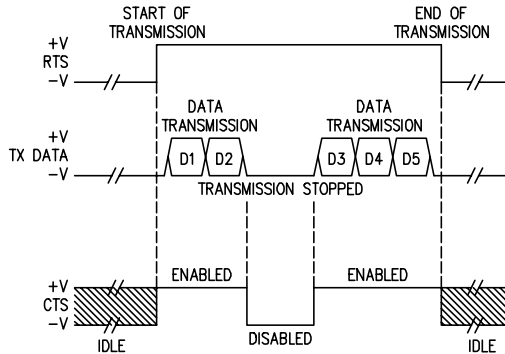 START OF
TRANSMISSION
END OF
TRANSMISSION
+V
RTS
−V
DATA
TRANSMISSION
DATA
TRANSMISSION
+V
TX DATA
−V
D1
D2
D3
D4
D5
TRANSMISSION STOPPED
+V
CTS
−V
ENABLED
ENABLED
DISABLED
IDLE
IDLE